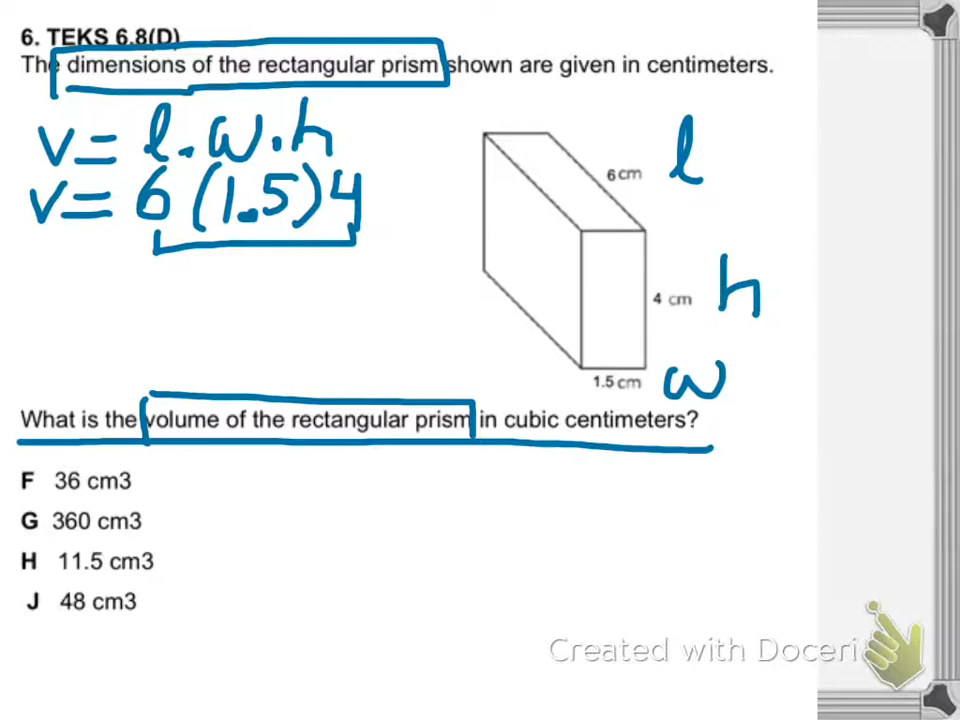 6. TEKS 6.8(D)
The dimensions of the rectangular prism shown are given in centimeters.
V = l . w . h
V = 6 (1.5) 4
6 cm l
4 cm h
1.5 cm w
What is the volume of the rectangular prism in cubic centimeters?
F 36 cm3
G 360 cm3
H 11.5 cm3
J 48 cm3
Created with Doceri